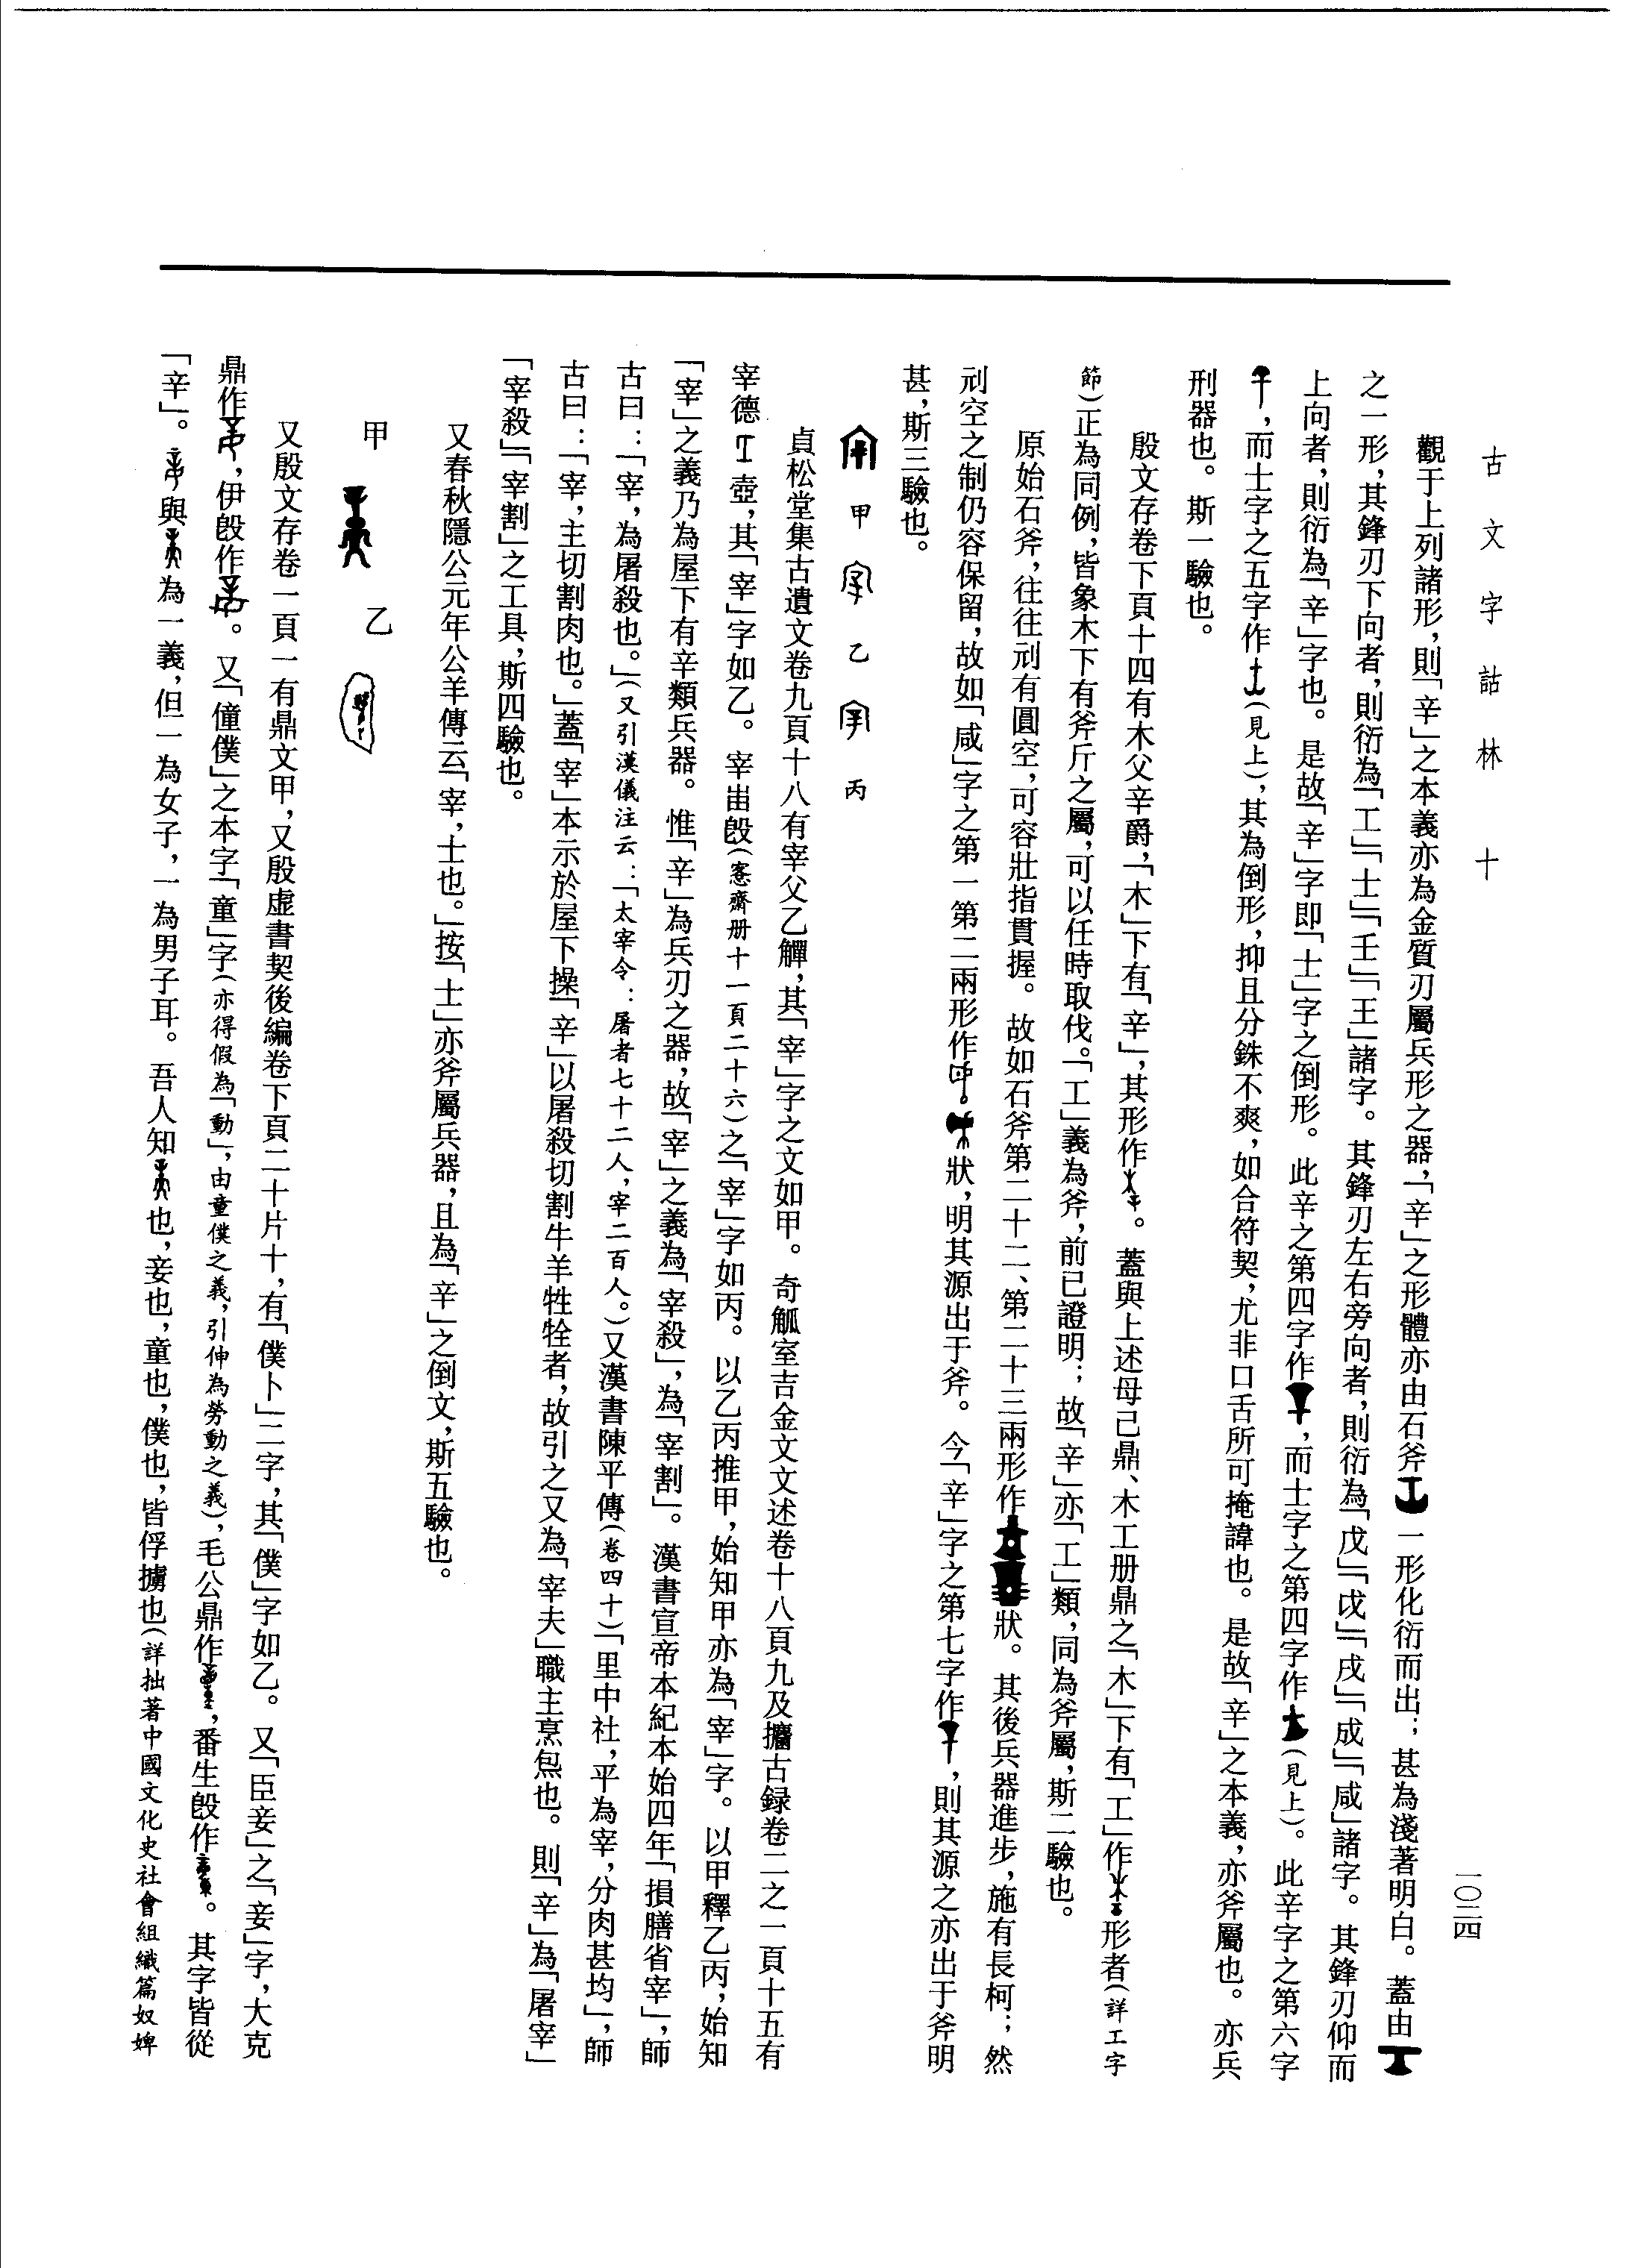 古文字詁林 十
一〇二四
觀于上列諸形，則「辛」之本義亦為金質刃屬兵形之器，「辛」之形體亦由石斧一形化衍而出；甚為淺著明白。蓋由
之一形，其鋒刃下向者，則衍為「工」「士」「壬」「王」諸字。其鋒刃左右旁向者，則衍為「戊」「戉」「戌」「成」「咸」諸字。其鋒刃仰而
上向者，則衍為「辛」字也。是故「辛」字即「士」字之倒形。此辛之第四字作，而士字之第四字作（見上）。此辛字之第六字
，而士字之五字作（見上），其為倒形，抑且分銖不爽，如合符契，尤非口舌所可掩諱也。是故「辛」之本義，亦斧屬也。亦兵
刑器也。斯一驗也。
殷文存卷下頁十四有木父辛爵，「木」下有「辛」，其形作。蓋與上述母己鼎、木工册鼎之「木」下有「工」作形者（詳工字
節）正為同例，皆象木下有斧斤之屬，可以任時取伐。「工」義為斧，前已證明；故「辛」亦「工」類，同為斧屬，斯二驗也。
原始石斧，往往刓有圓空，可容壯指貫握。故如石斧第二十二、第二十三兩形作狀。其後兵器進步，施有長柯；然
刓空之制仍容保留，故如「咸」字之第一第二兩形作狀，明其源出于斧。今「辛」字之第七字作，則其源之亦出于斧明
甚，斯三驗也。
甲 乙 丙
貞松堂集古遺文卷九頁十八有宰父乙觶，其「宰」字之文如甲。奇觚室吉金文述卷十八頁九及攈古録卷二之一頁十五有
宰德壺，其「宰」字如乙。宰甾𣪘（愙齋册十一頁二十六）之「宰」字如丙。以乙丙推甲，始知甲亦為「宰」字。以甲釋乙丙，始知
「宰」之義乃為屋下有辛類兵器。惟「辛」為兵刃之器，故「宰」之義為「宰殺」，為「宰割」。漢書宣帝本紀本始四年「損膳省宰」，師
古曰：「宰，為屠殺也。」（又引漢儀注云：「太宰令：屠者七十二人，宰二百人。）又漢書陳平傳（卷四十）「里中社，平為宰，分肉甚均」，師
古曰：「宰，主切割肉也。」蓋「宰」本示於屋下操「辛」以屠殺切割牛羊牲牷者，故引之又為「宰夫」職主烹炰也。則「辛」為「屠宰」
「宰殺」「宰割」之工具，斯四驗也。
又春秋隱公元年公羊傳云「宰，士也。」按「士」亦斧屬兵器，且為「辛」之倒文，斯五驗也。
甲 乙
又殷文存卷一頁一有鼎文甲，又殷虚書契後編卷下頁二十片十，有「僕卜」二字，其「僕」字如乙。又「臣妾」之「妾」字，大克
鼎作，伊𣪘作。又「僮僕」之本字「童」字（亦得假為「動」，由童僕之義，引伸為勞動之義），毛公鼎作，番生𣪘作。其字皆從
「辛」。與為一義，但一為女子，一為男子耳。吾人知也，妾也，童也，僕也，皆俘擄也（詳拙著中國文化史社會組織篇奴婢